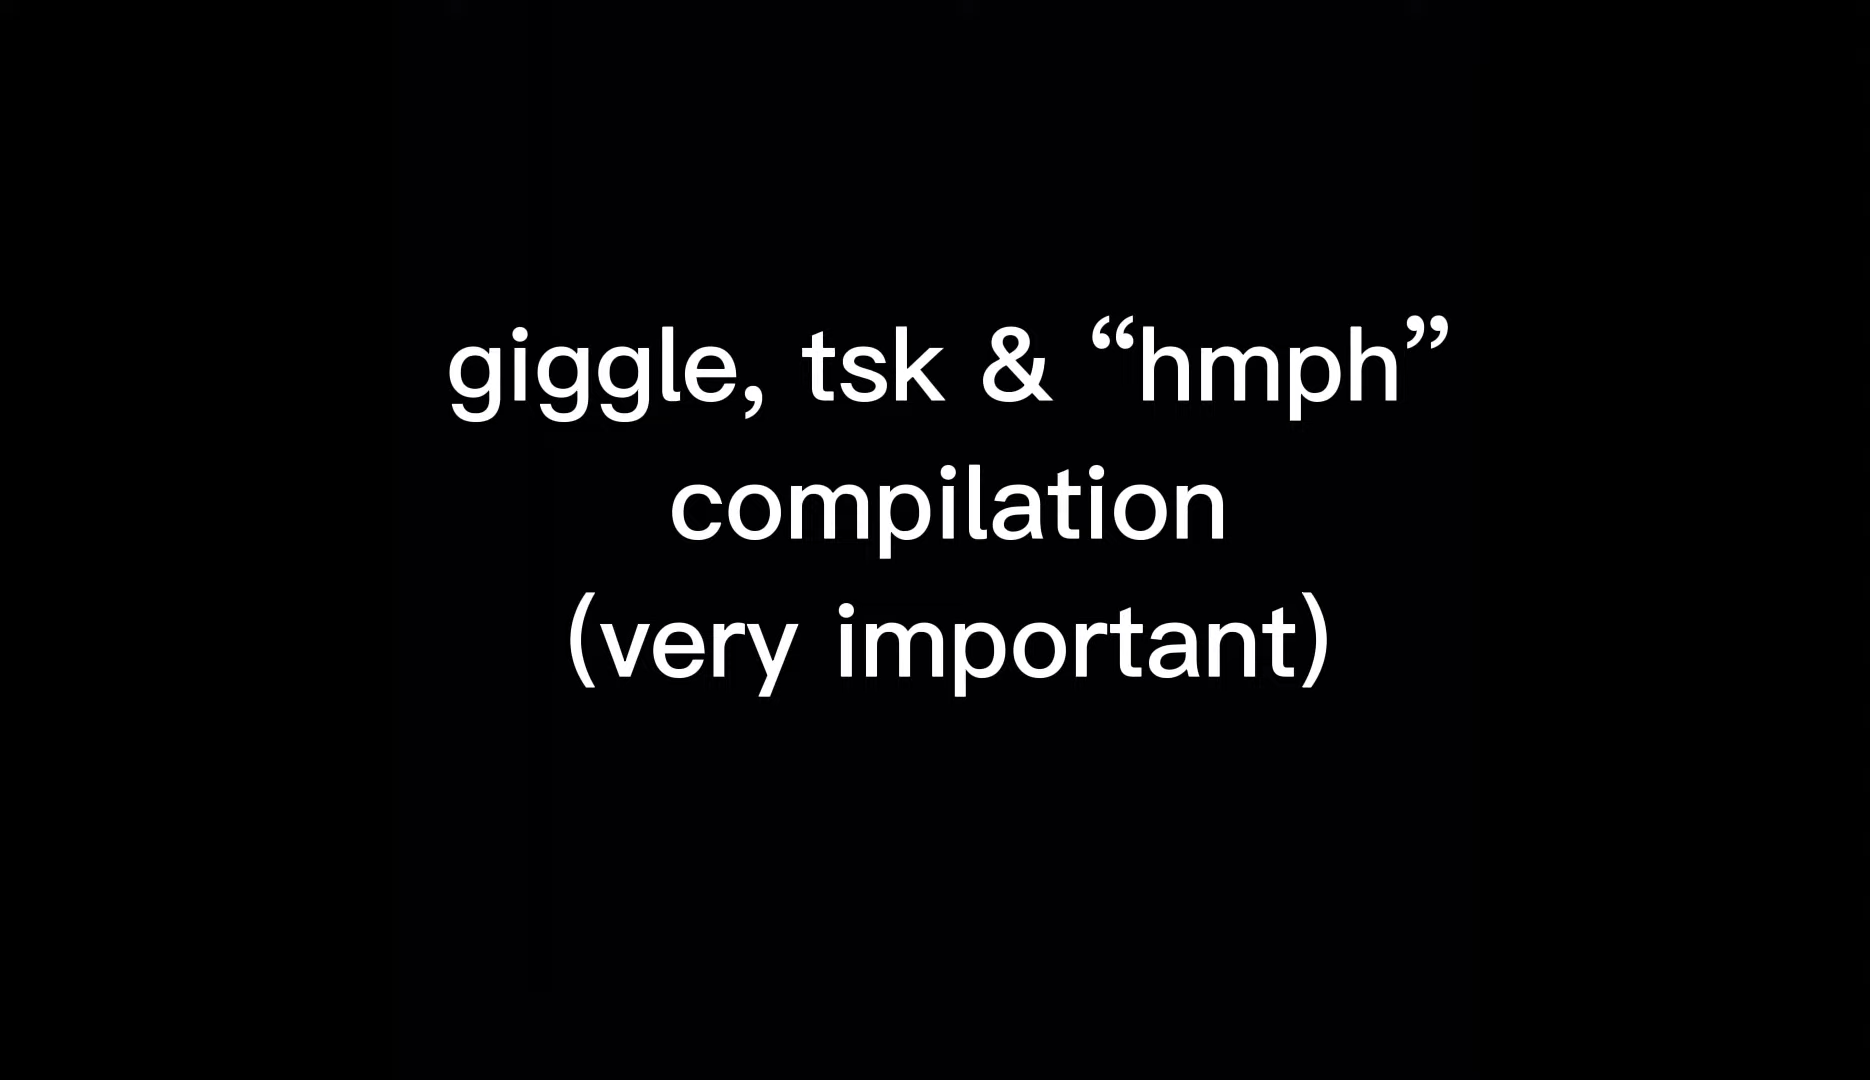 giggle, tsk & “hmph”
compilation
(very important)